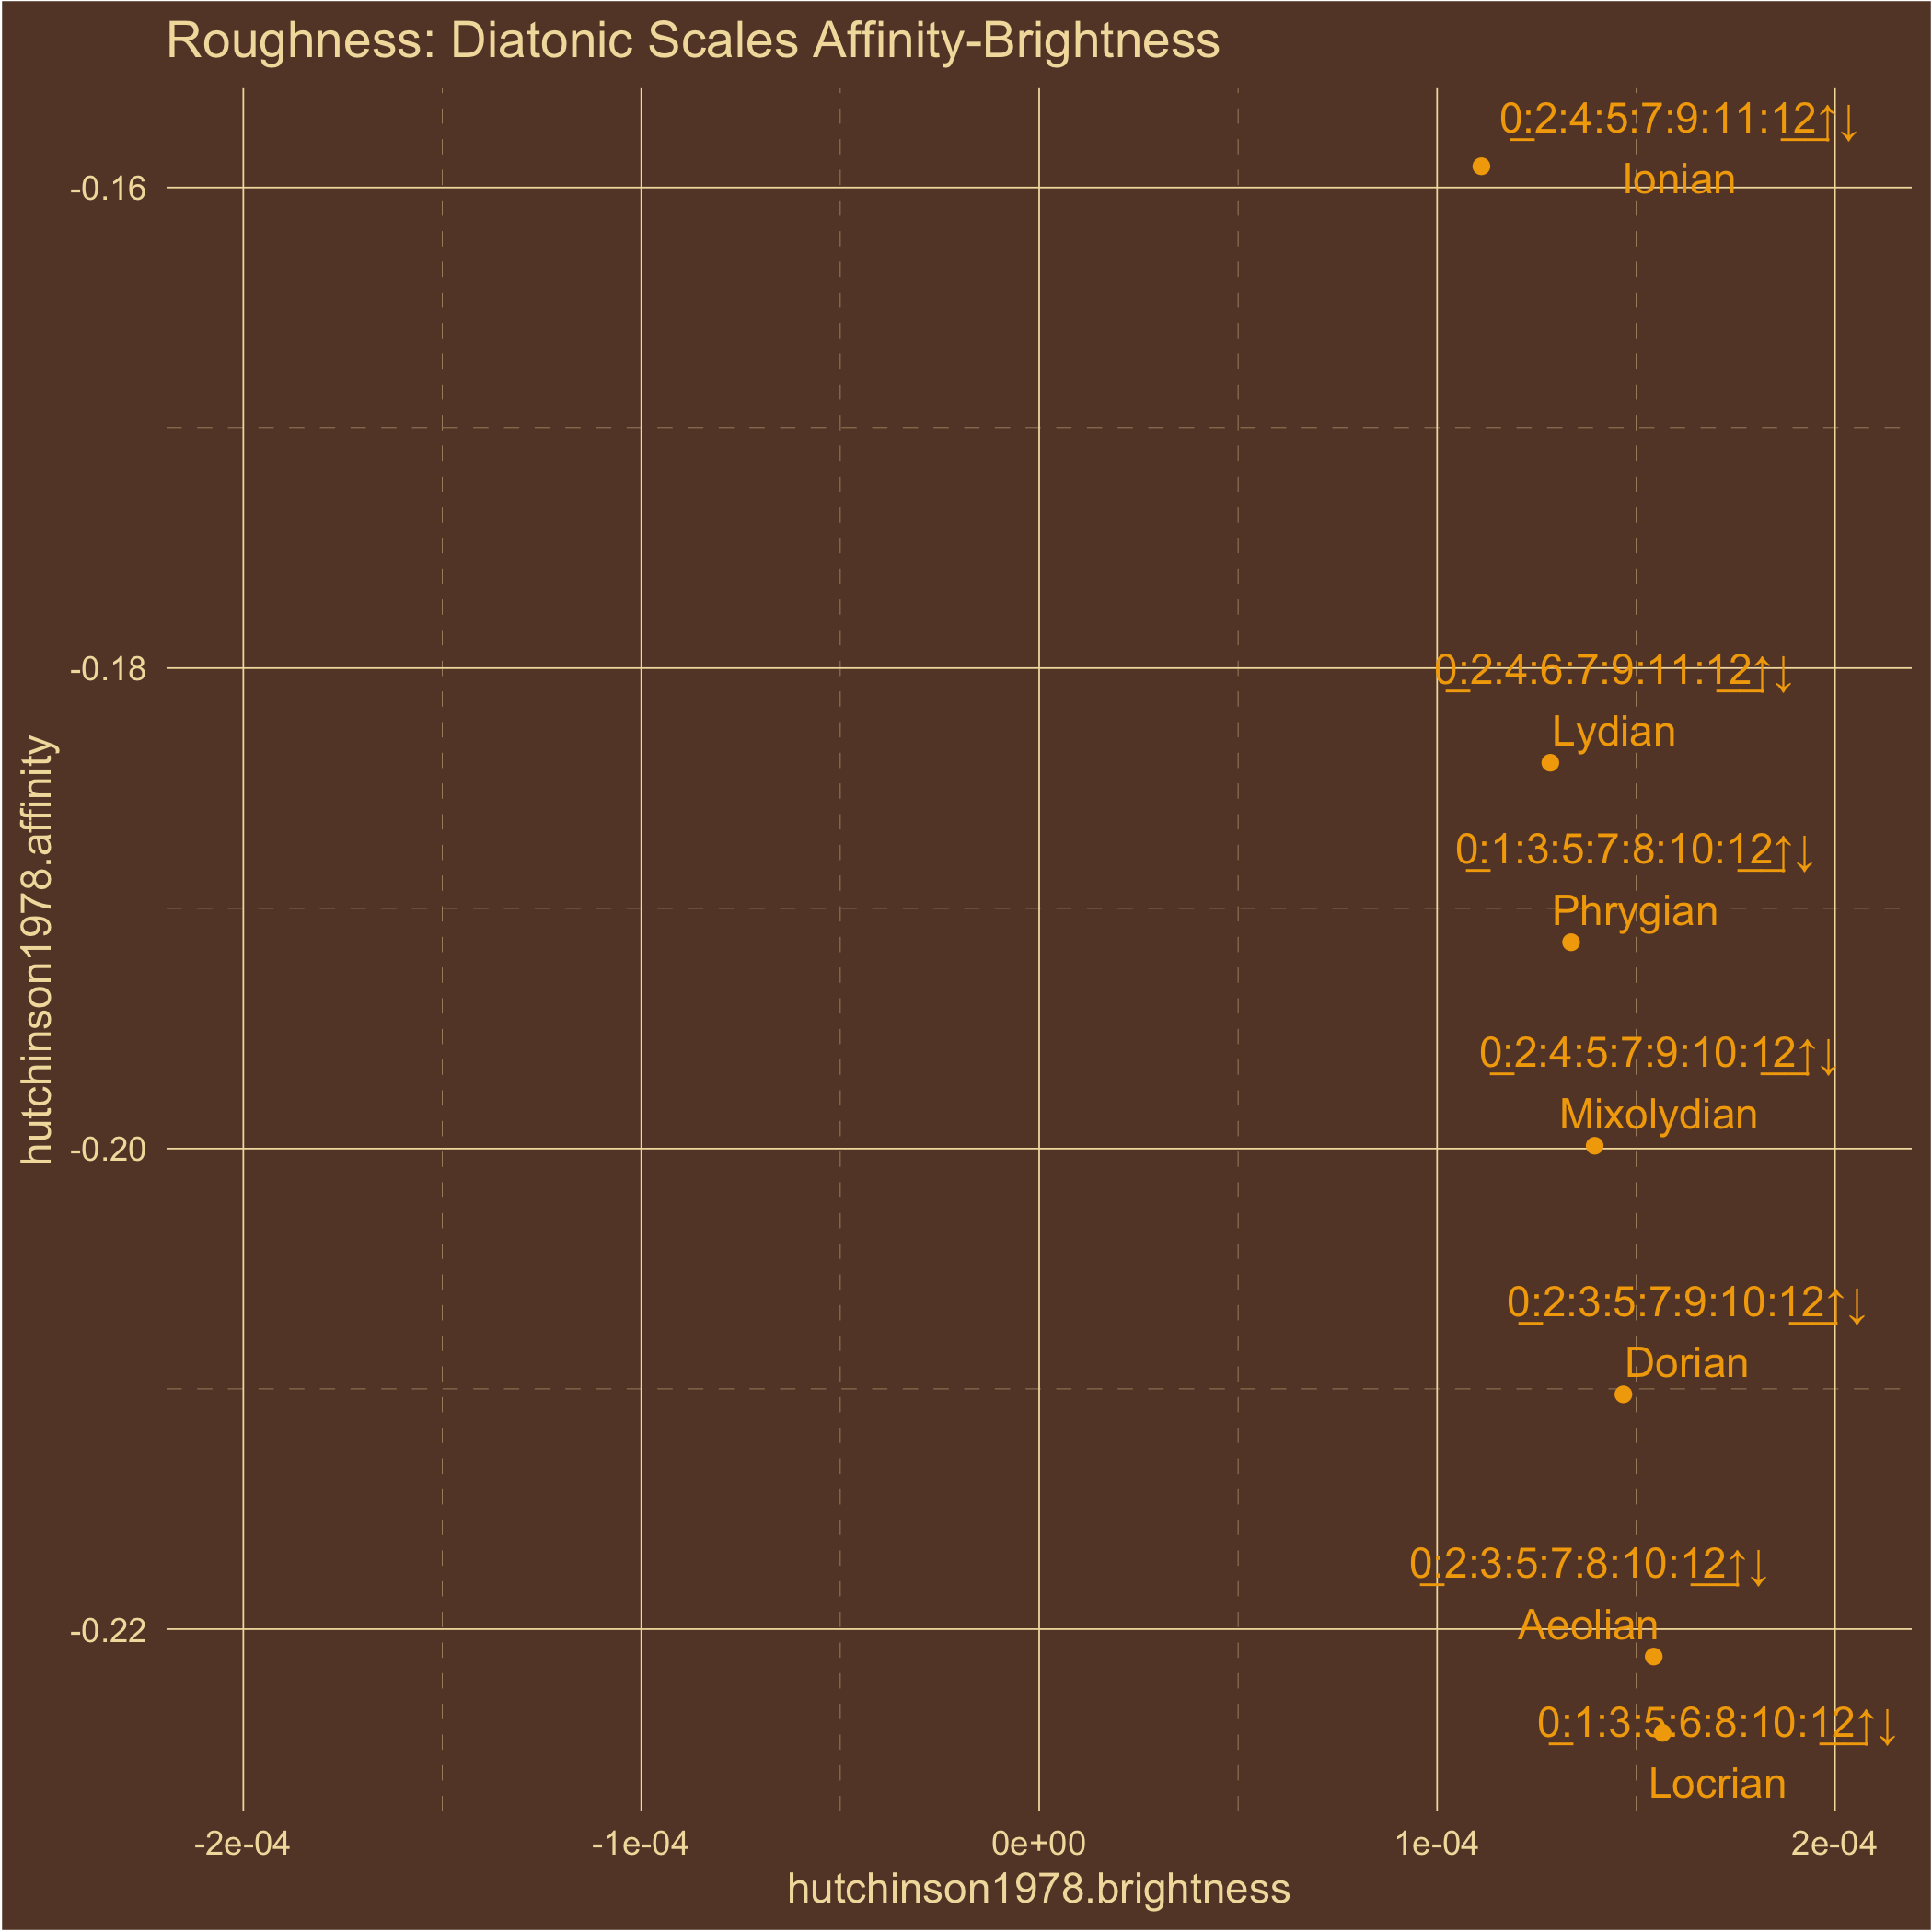 Roughness: Diatonic Scales Affinity-Brightness
0:2:4:5:7:9:11:12↑↓
Ionian
-0.16
0:2:4:6:7:9:11:12↑↓
-0.18
Lydian
0:1:3:5:7:8:10:12↑↓
Phrygian
hutchinson1978.affinity
0:2:4:5:7:9:10:12↑↓
Mixolydian
-0.20
0:2:3:5:7:9:10:12↑↓
Dorian
0:2:3:5:7:8:10:12↑↓
Aeolian
-0.22
0:1:3:5:6:8:10:12↑↓
Locrian
-2e-04 -1e-04 0e+00 1e-04 2e-04
hutchinson1978.brightness